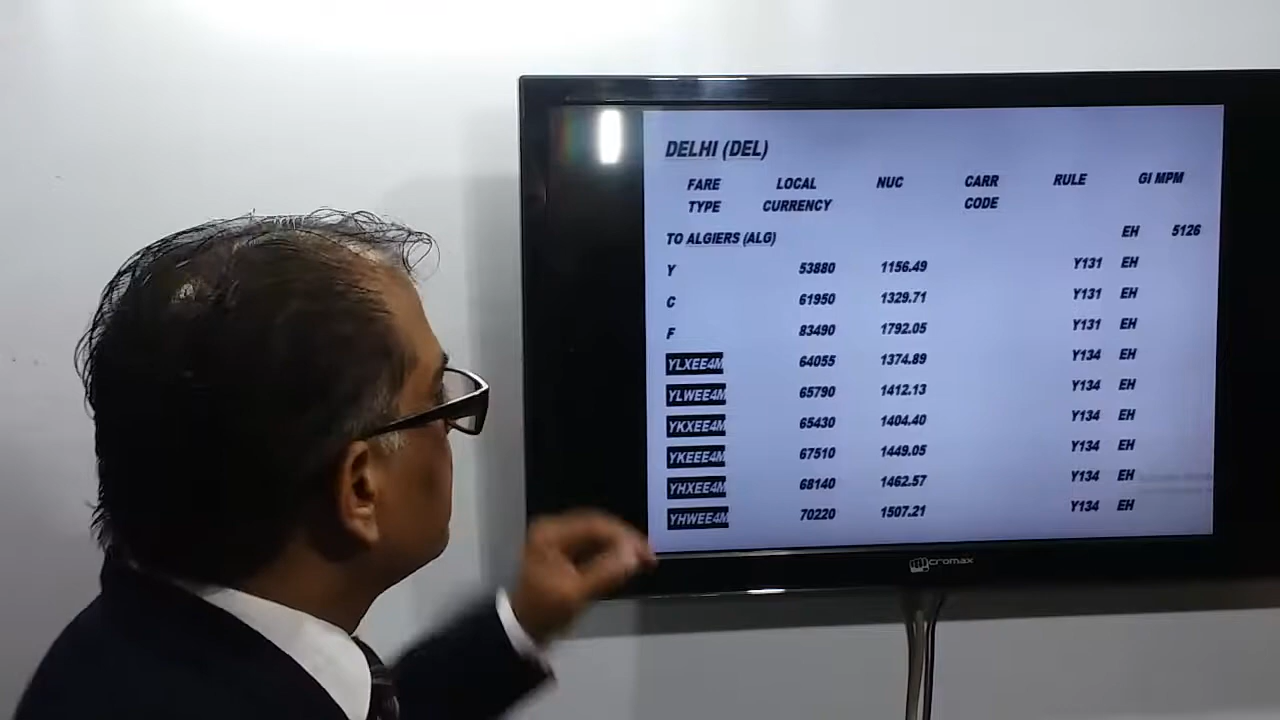 DELHI (DEL)
FARE TYPE LOCAL CURRENCY NUC CARR CODE RULE GI MPM
TO ALGIERS (ALG) EH 5126
Y 53880 1156.49 Y131 EH
C 61950 1329.71 Y131 EH
F 83490 1792.05 Y131 EH
YLXEE4M 64055 1374.89 Y134 EH
YLWEE4M 65790 1412.13 Y134 EH
YKXEE4M 65430 1404.40 Y134 EH
YKEEE4M 67510 1449.05 Y134 EH
YHXEE4M 68140 1462.57 Y134 EH
YHWEE4M 70220 1507.21 Y134 EH
cromax